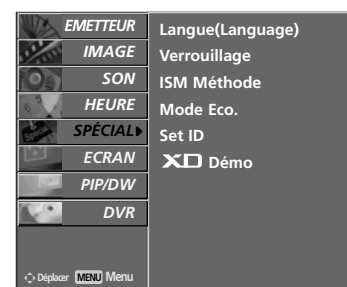 EMETTEUR
IMAGE
SON
HEURE
SPÉCIAL
ECRAN
PIP/DW
DVR
Déplacer MENU Menu
Langue(Language)
Verrouillage
ISM Méthode
Mode Eco.
Set ID
XD Démo